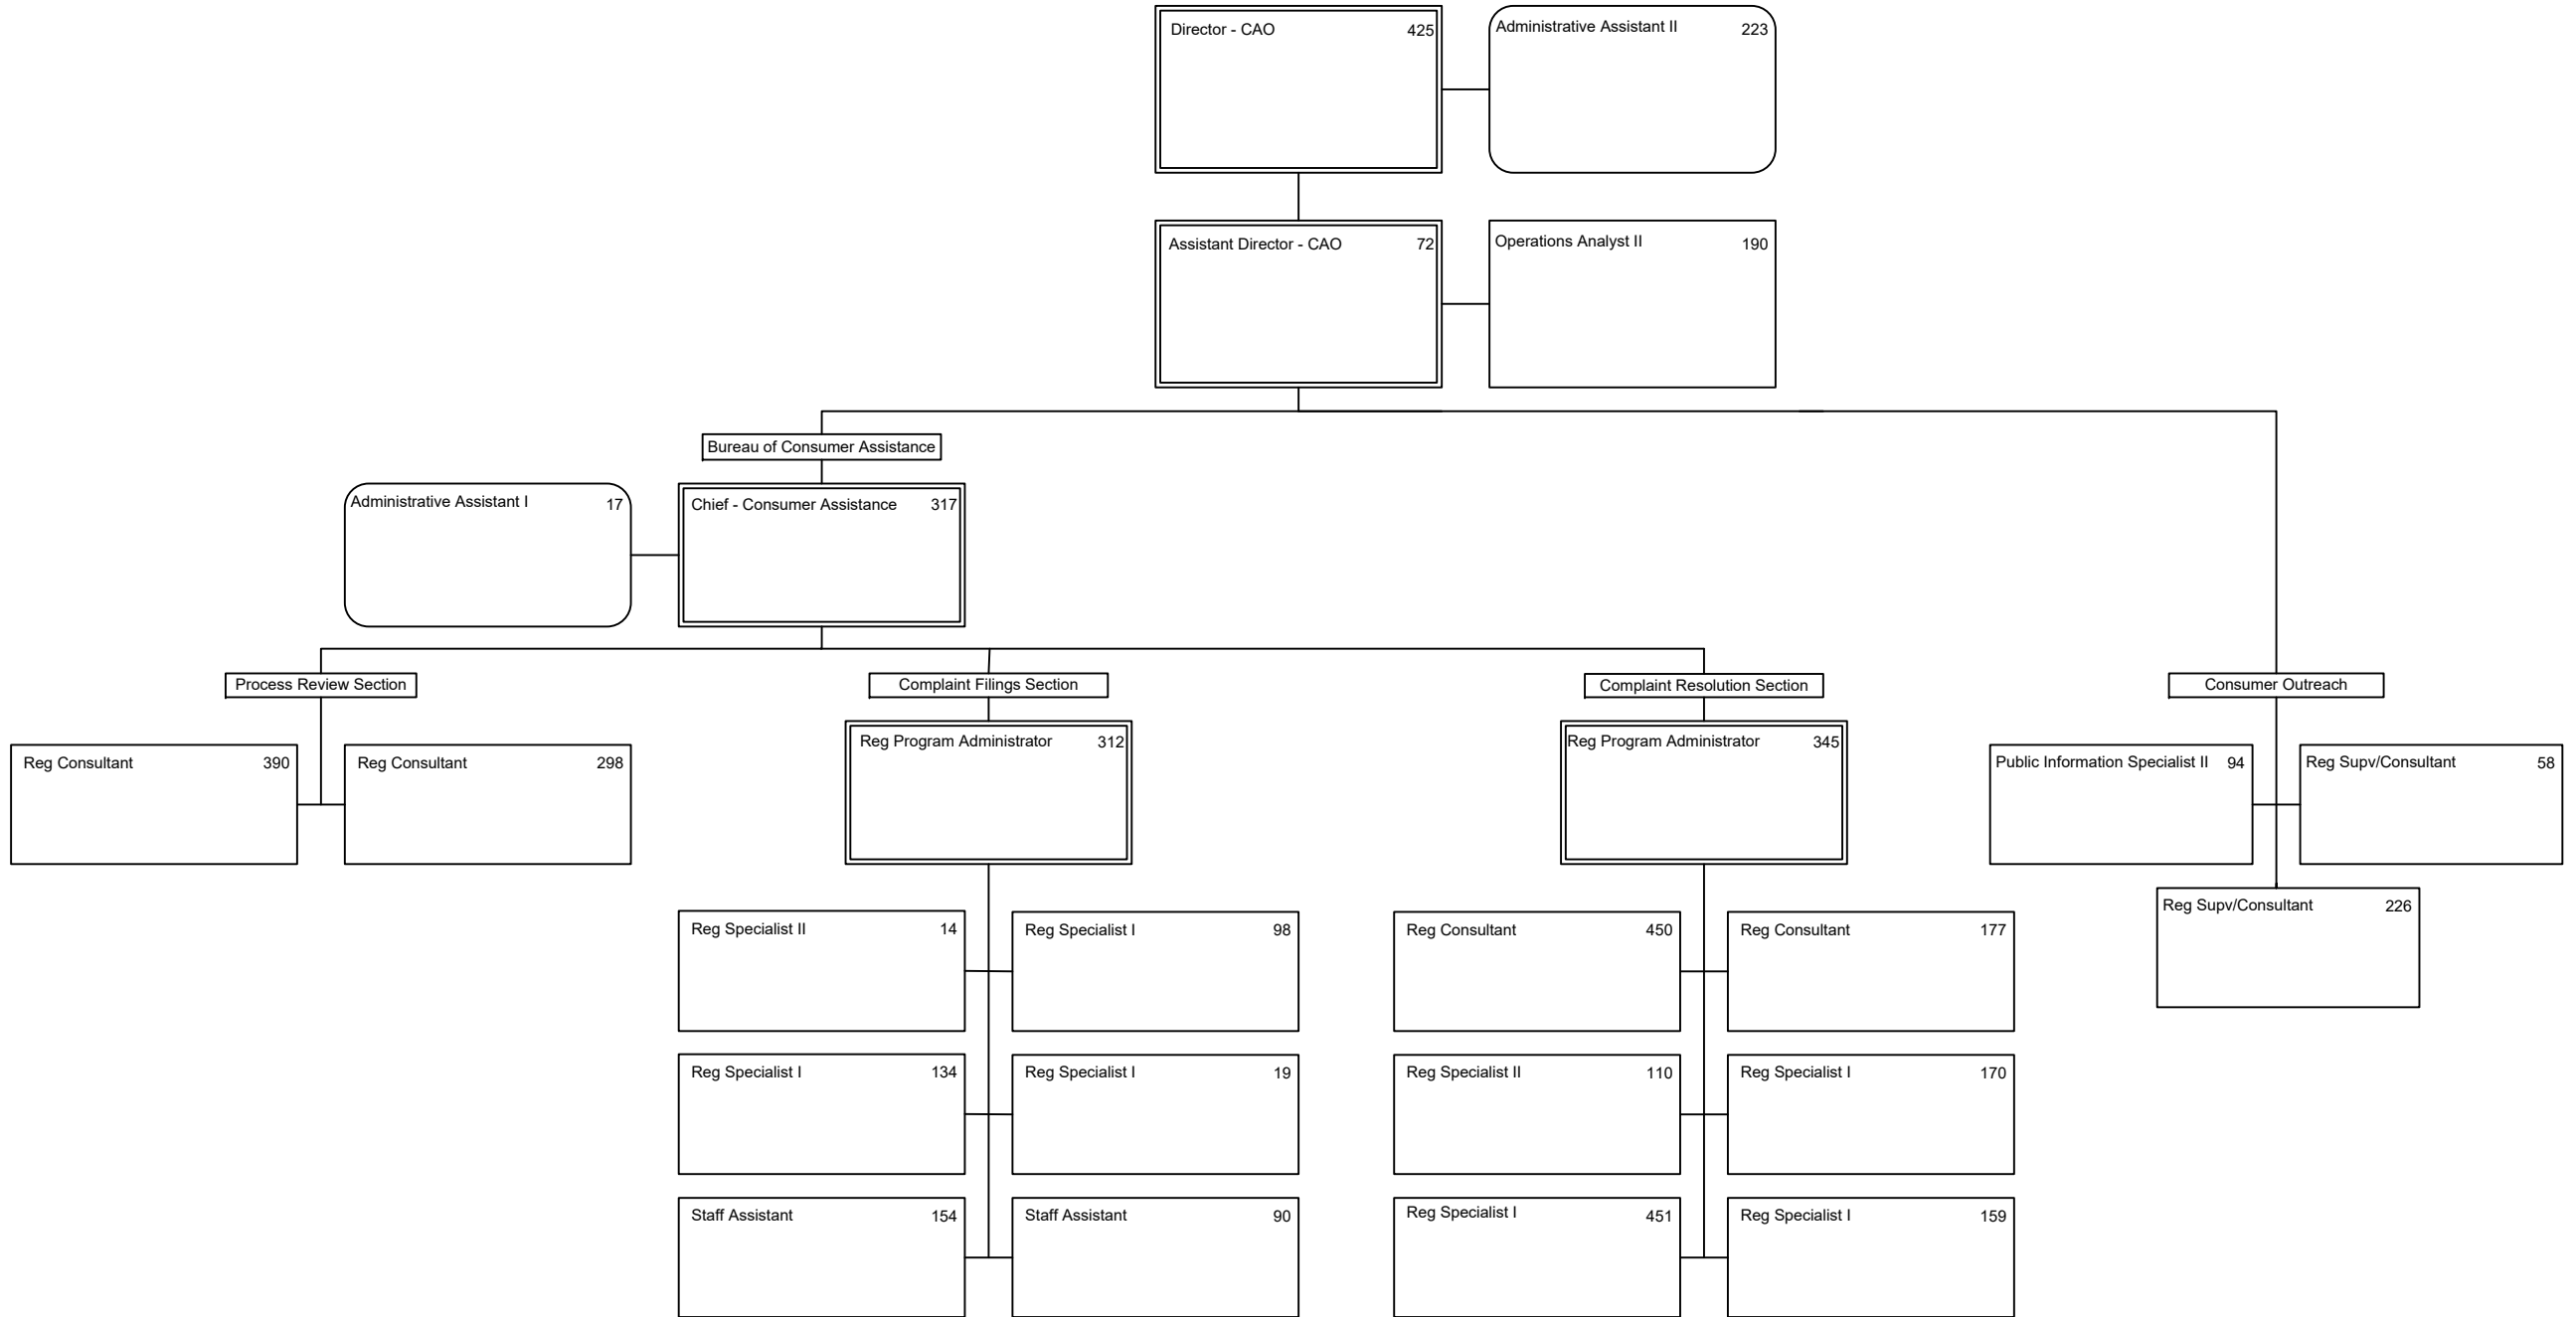 Director - CAO 425
Administrative Assistant II 223
Assistant Director - CAO 72
Operations Analyst II 190
Bureau of Consumer Assistance
Administrative Assistant I 17
Chief - Consumer Assistance 317
Process Review Section
Complaint Filings Section
Complaint Resolution Section
Consumer Outreach
Reg Consultant 390
Reg Consultant 298
Reg Program Administrator 312
Reg Program Administrator 345
Public Information Specialist II 94
Reg Supv/Consultant 58
Reg Supv/Consultant 226
Reg Specialist II 14
Reg Specialist I 98
Reg Consultant 450
Reg Consultant 177
Reg Specialist I 134
Reg Specialist I 19
Reg Specialist II 110
Reg Specialist I 170
Staff Assistant 154
Staff Assistant 90
Reg Specialist I 451
Reg Specialist I 159